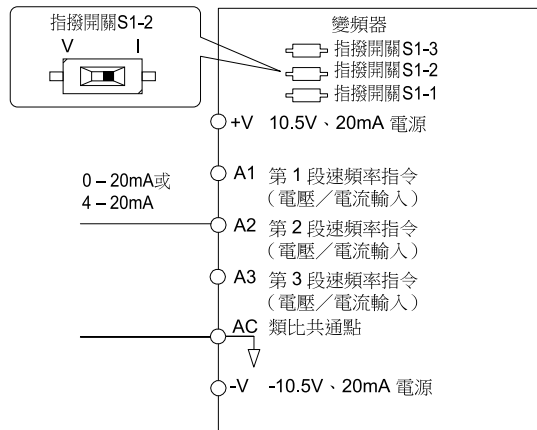 指撥開關S1-2
V I
變頻器
指撥開關S1-3
指撥開關S1-2
指撥開關S1-1
+V 10.5V、20mA 電源
0 – 20mA或
4 – 20mA
A1 第 1 段速頻率指令
（電壓／電流輸入）
A2 第 2 段速頻率指令
（電壓／電流輸入）
A3 第 3 段速頻率指令
（電壓／電流輸入）
AC 類比共通點
-V -10.5V、20mA 電源